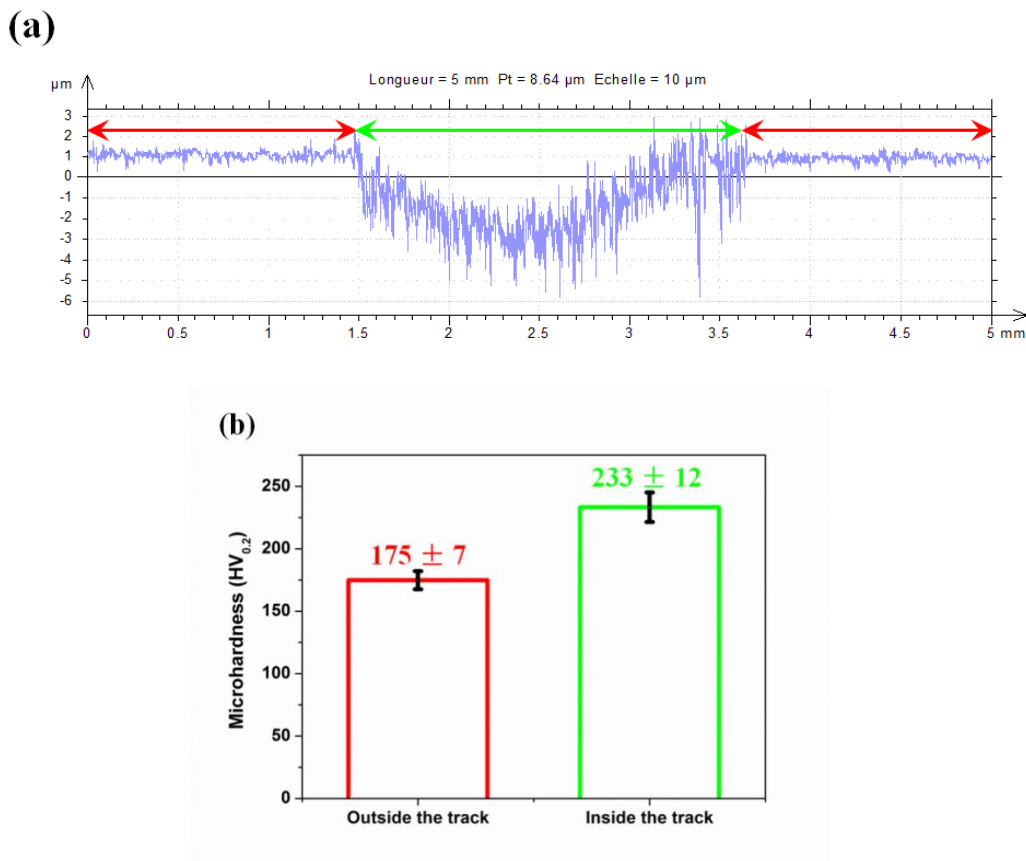 (a)
Longueur = 5 mm Pt = 8.64 µm Echelle = 10 µm
µm
3
2
1
0
-1
-2
-3
-4
-5
-6
0 0.5 1 1.5 2 2.5 3 3.5 4 4.5 5 mm
(b)
Microhardness (HV0.2)
250
200
150
100
50
0
233 ± 12
175 ± 7
Outside the track Inside the track